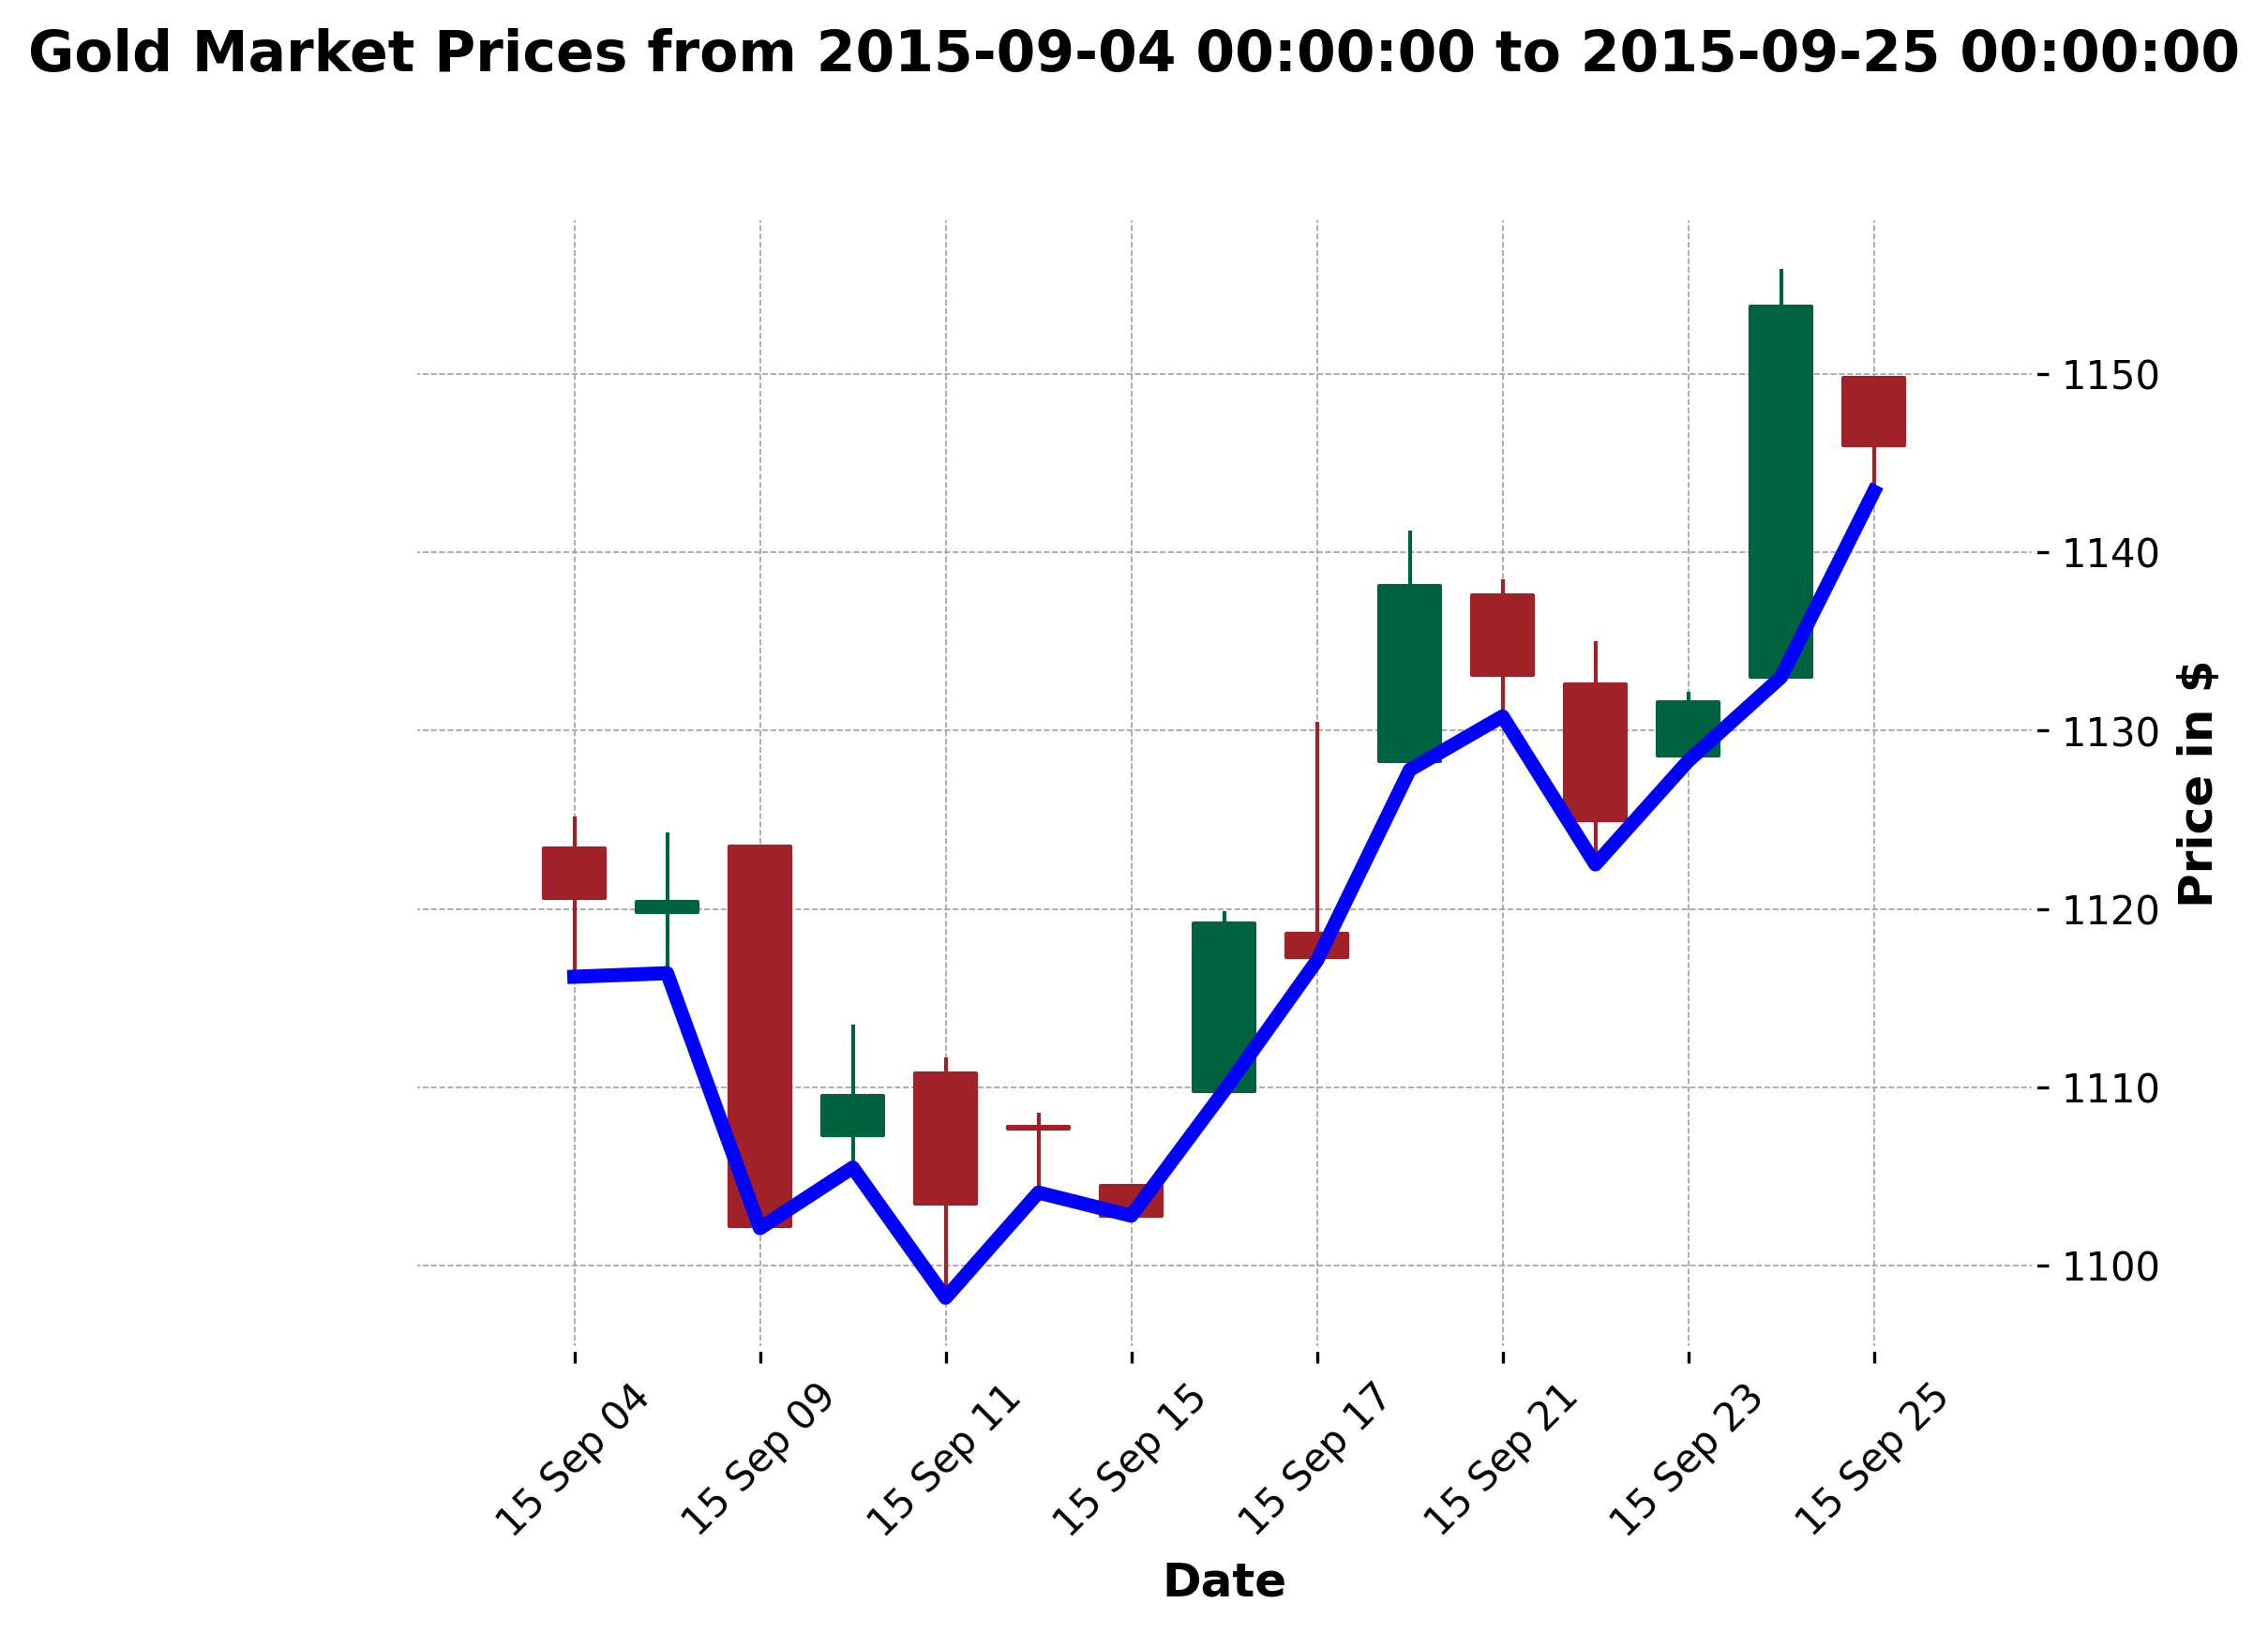 Gold Market Prices from 2015-09-04 00:00:00 to 2015-09-25 00:00:00
1150
1140
1130
1120
1110
1100
Price in $
15 Sep 04
15 Sep 09
15 Sep 11
15 Sep 15
15 Sep 17
15 Sep 21
15 Sep 23
15 Sep 25
Date